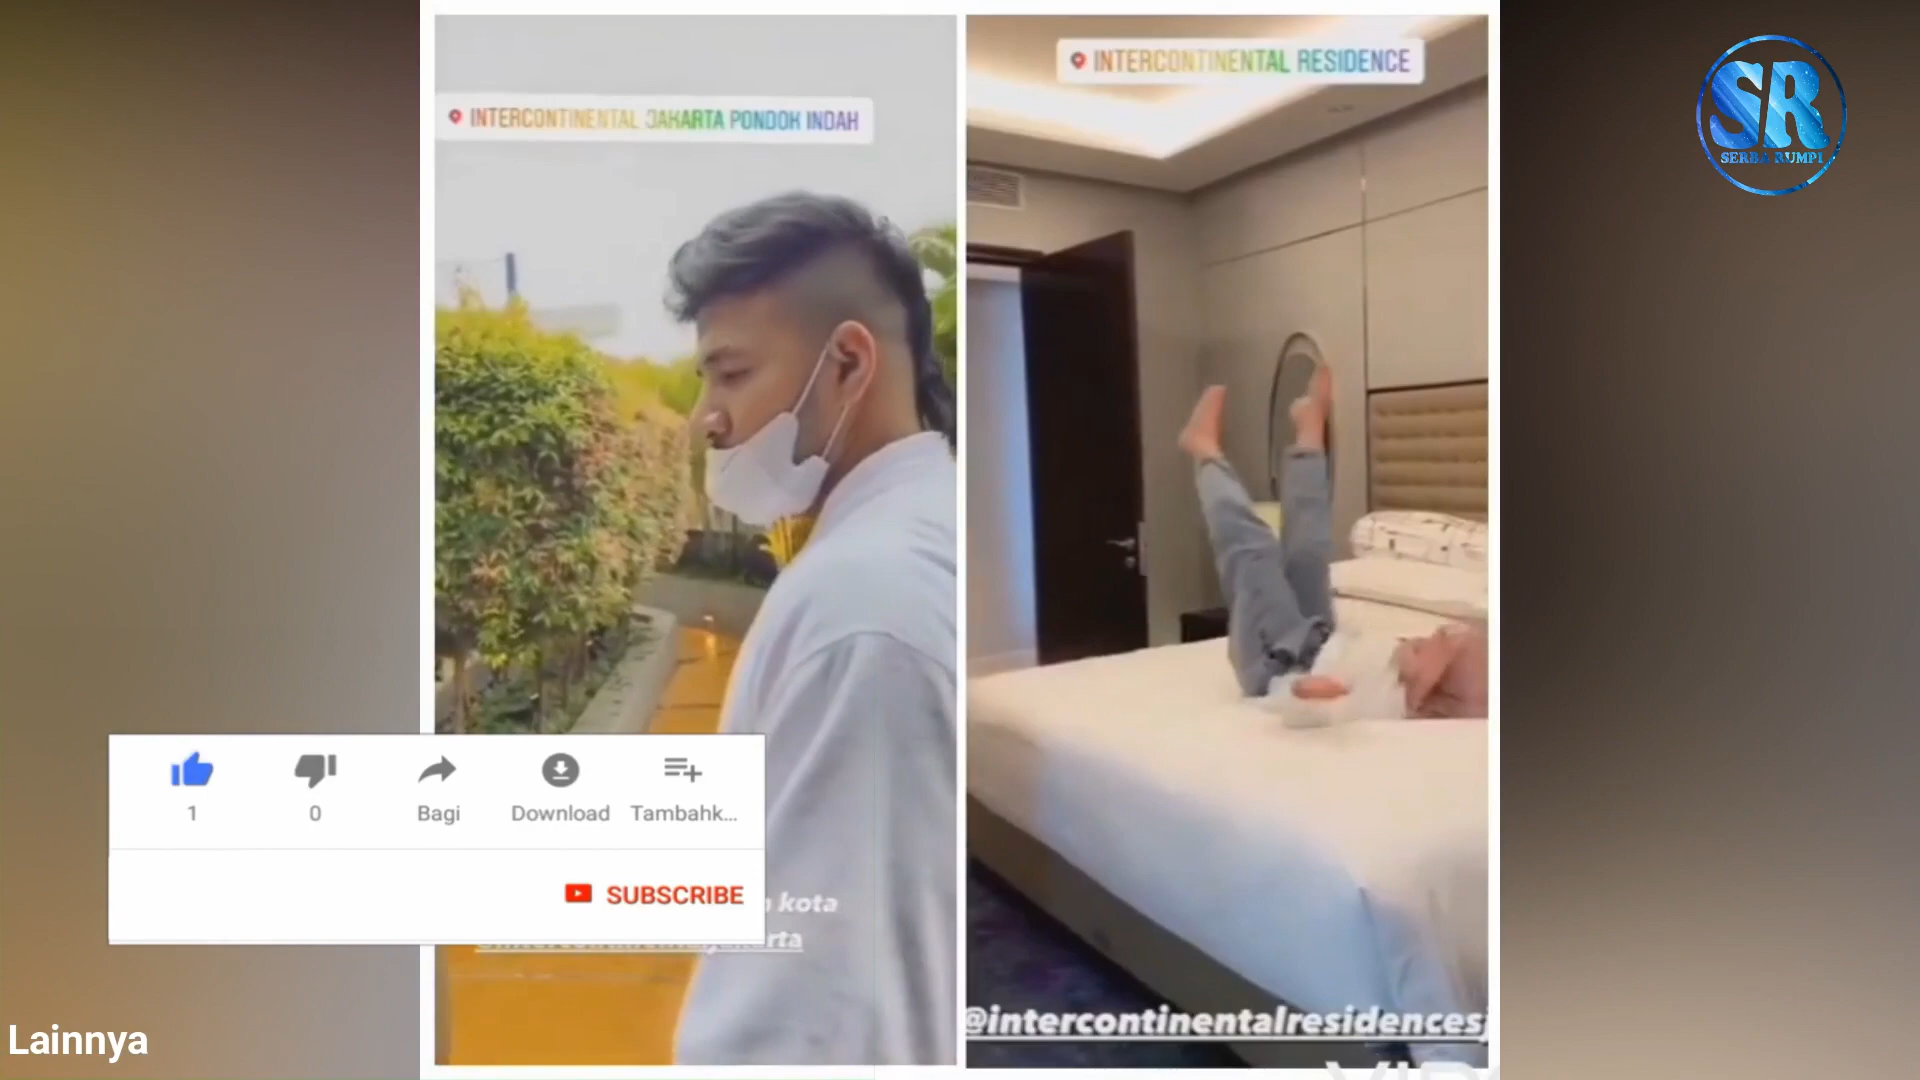 INTERCONTINENTAL JAKARTA PONDOK INDAH
INTERCONTINENTAL RESIDENCE
SR
SERBA RUMPI
1
0
Bagi
Download
Tambahk...
SUBSCRIBE
kota
@intercontinentalresidencesj
Lainnya